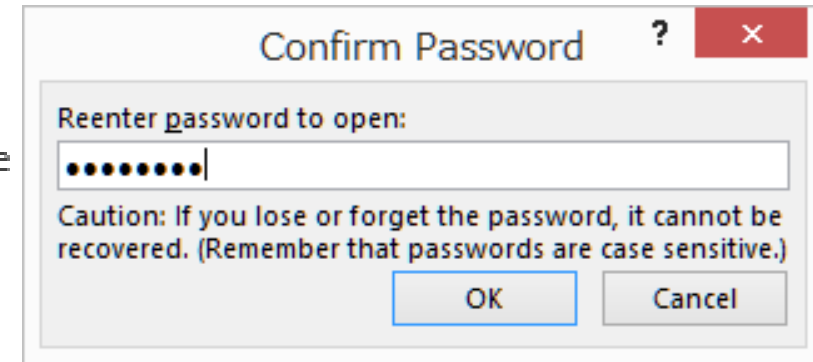 Confirm Password ?
Reenter password to open:
••••••••
Caution: If you lose or forget the password, it cannot be
recovered. (Remember that passwords are case sensitive.)
OK Cancel